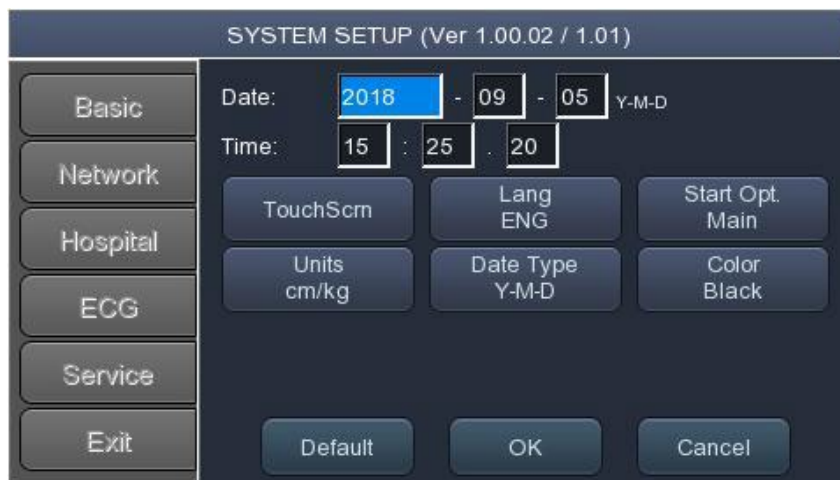 SYSTEM SETUP (Ver 1.00.02 / 1.01)
Basic
Network
Hospital
ECG
Service
Exit
Date: 2018 - 09 - 05 Y-M-D
Time: 15 : 25 . 20
TouchScrn
Lang
ENG
Start Opt.
Main
Units
cm/kg
Date Type
Y-M-D
Color
Black
Default
OK
Cancel